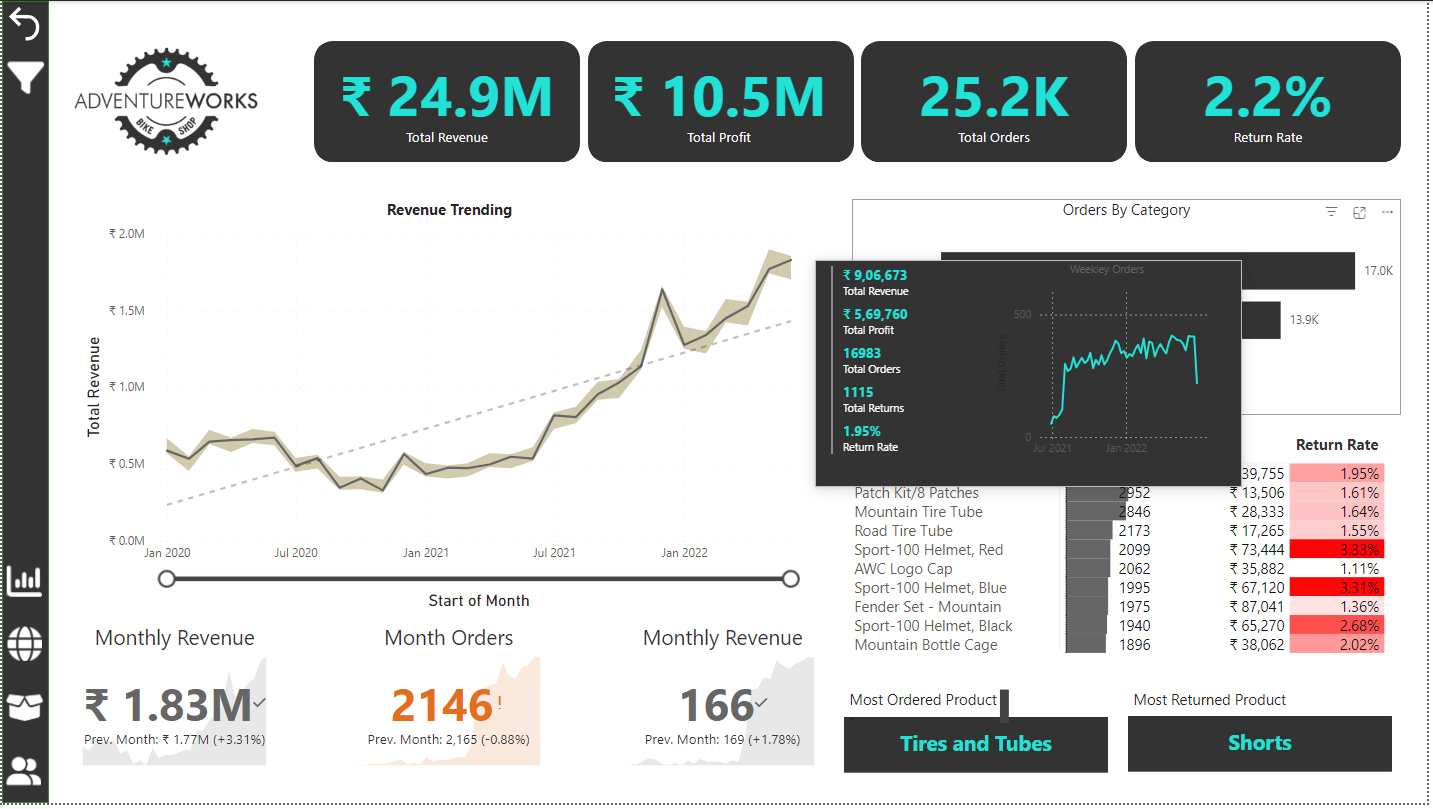 ADVENTUREWORKS
BIKE SHOP
₹ 24.9M
Total Revenue
₹ 10.5M
Total Profit
25.2K
Total Orders
2.2%
Return Rate
Revenue Trending
₹ 2.0M
₹ 1.5M
₹ 1.0M
₹ 0.5M
₹ 0.0M
Total Revenue
Jan 2020
Jul 2020
Jan 2021
Jul 2021
Jan 2022
Start of Month
Orders By Category
17.0K
13.9K
₹ 9,06,673
Total Revenue
₹ 5,69,760
Total Profit
16983
Total Orders
1115
Total Returns
1.95%
Return Rate
Weekley Orders
500
0
Total Orders
Jul 2021
Jan 2022
Return Rate
39,755 1.95%
Patch Kit/8 Patches 2952 ₹ 13,506 1.61%
Mountain Tire Tube 2846 ₹ 28,333 1.64%
Road Tire Tube 2173 ₹ 17,265 1.55%
Sport-100 Helmet, Red 2099 ₹ 73,444 3.33%
AWC Logo Cap 2062 ₹ 35,882 1.11%
Sport-100 Helmet, Blue 1995 ₹ 67,120 3.31%
Fender Set - Mountain 1975 ₹ 87,041 1.36%
Sport-100 Helmet, Black 1940 ₹ 65,270 2.68%
Mountain Bottle Cage 1896 ₹ 38,062 2.02%
Monthly Revenue
₹ 1.83M
Prev. Month: ₹ 1.77M (+3.31%)
Month Orders
2146!
Prev. Month: 2,165 (-0.88%)
Monthly Revenue
166
Prev. Month: 169 (+1.78%)
Most Ordered Product
Tires and Tubes
Most Returned Product
Shorts